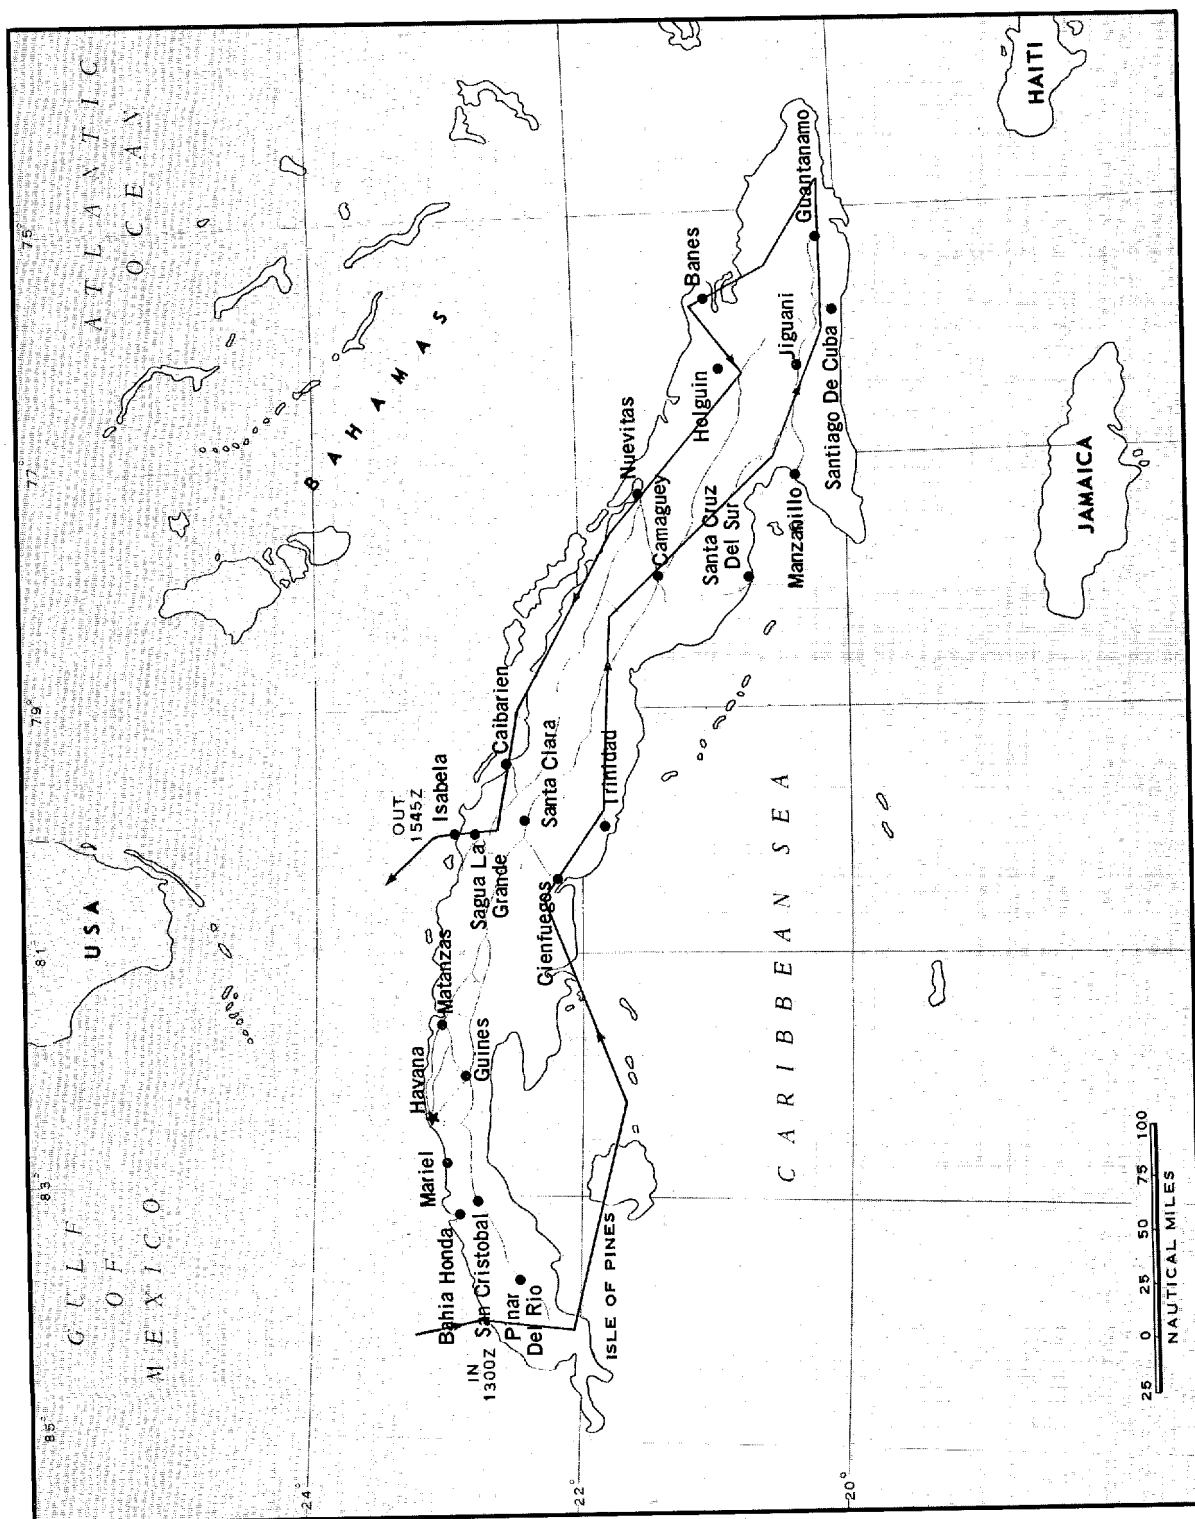 GULF
OF
MEXICO
ATLANTIC
OCEAN
85°
83°
81
79°
77°
75°
24°
22°
20°
USA
BAHAMAS
OUT
1545Z
IN
1300Z
Bahia Honda
San Cristobal
Pinar
Del Rio
Mariel
Havana
Guines
Matanzas
Sagua La
Grande
Isabela
Caibarien
Santa Clara
Cienfuegos
Trinidad
Nuevitas
Camaguey
Santa Cruz
Del Sur
Holguin
Banes
Jiguani
Manzanillo
Santiago De Cuba
Guantanamo
ISLE OF PINES
CARIBBEAN SEA
JAMAICA
HAITI
25 0 25 50 75 100
NAUTICAL MILES